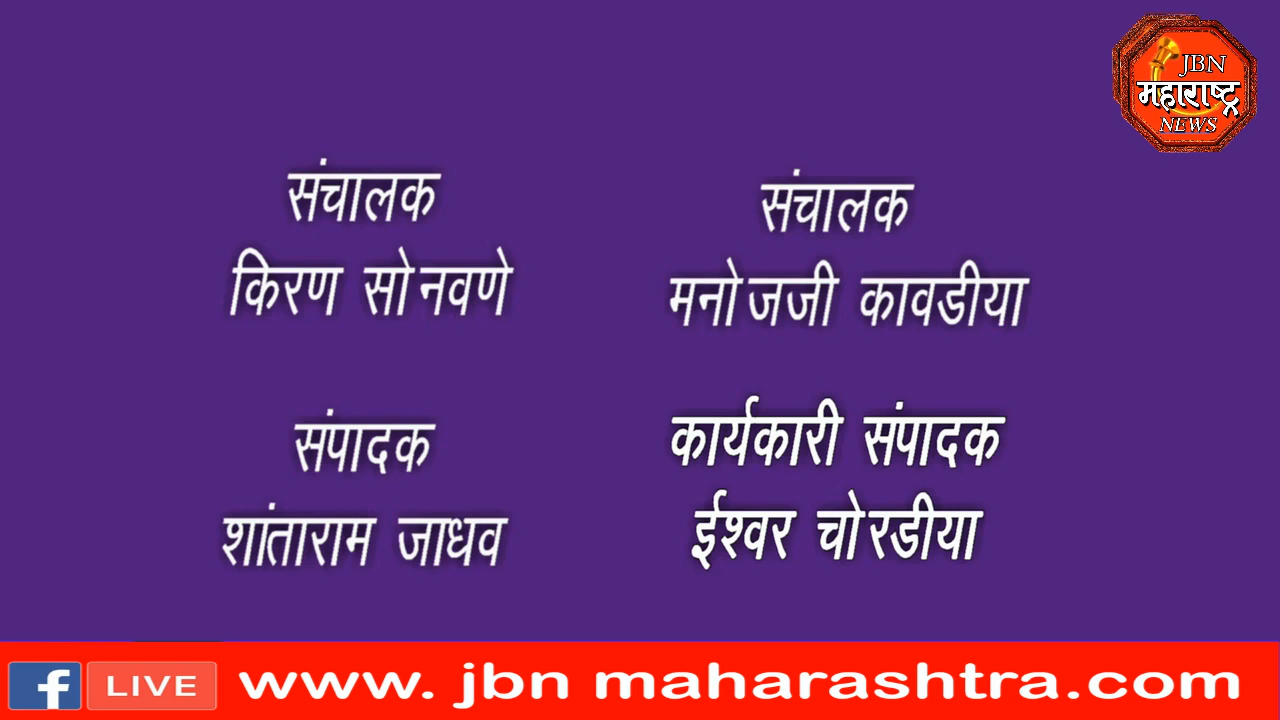 JBN
महाराष्ट्र
NEWS
संचालक
किरण सोनवणे
संचालक
मनोजजी कावडीया
संपादक
शांताराम जाधव
कार्यकारी संपादक
ईश्वर चोरडीया
f LIVE www. jbn maharashtra.com